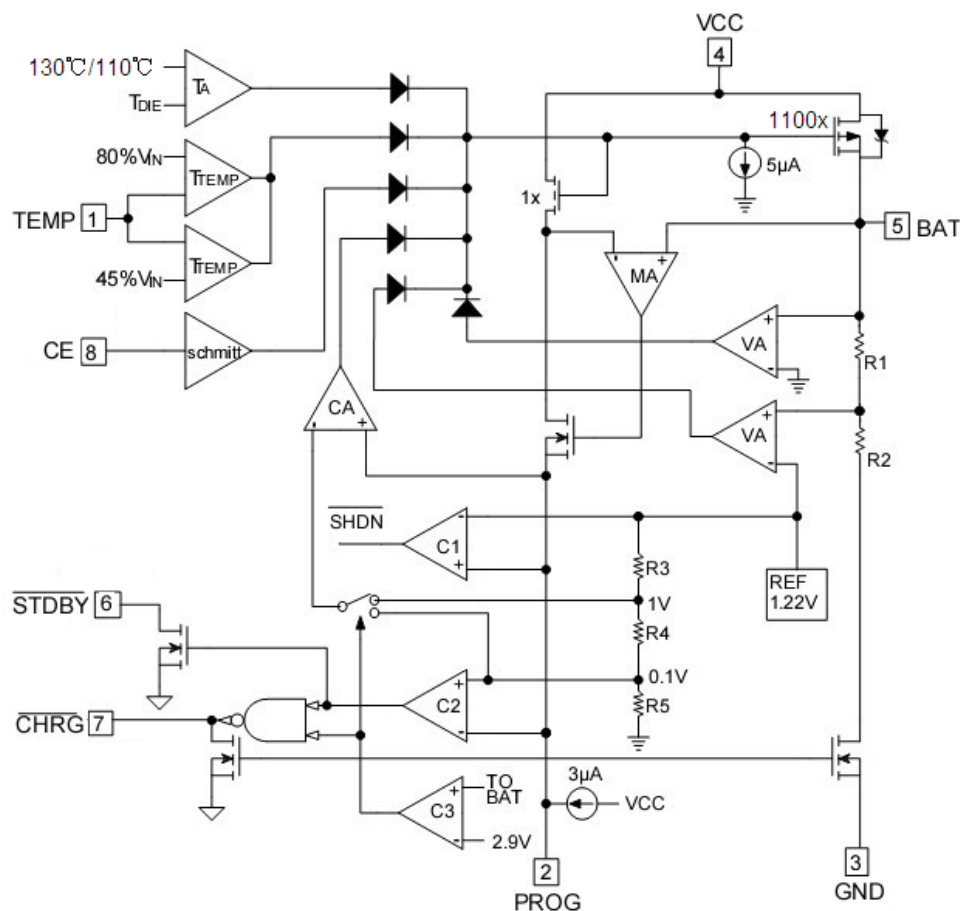 VCC
4
130℃/110℃
TA
TDIE
1100x
80%VIN
TTEMP
5µA
TEMP 1
1x
5 BAT
TTEMP
45%VIN
MA
CE 8
schmitt
VA
R1
CA
VA
R2
SHDN
C1
R3
REF
1.22V
STDBY 6
1V
R4
0.1V
C2
R5
CHRG 7
3µA
TO
BAT
VCC
C3
2.9V
2
PROG
3
GND